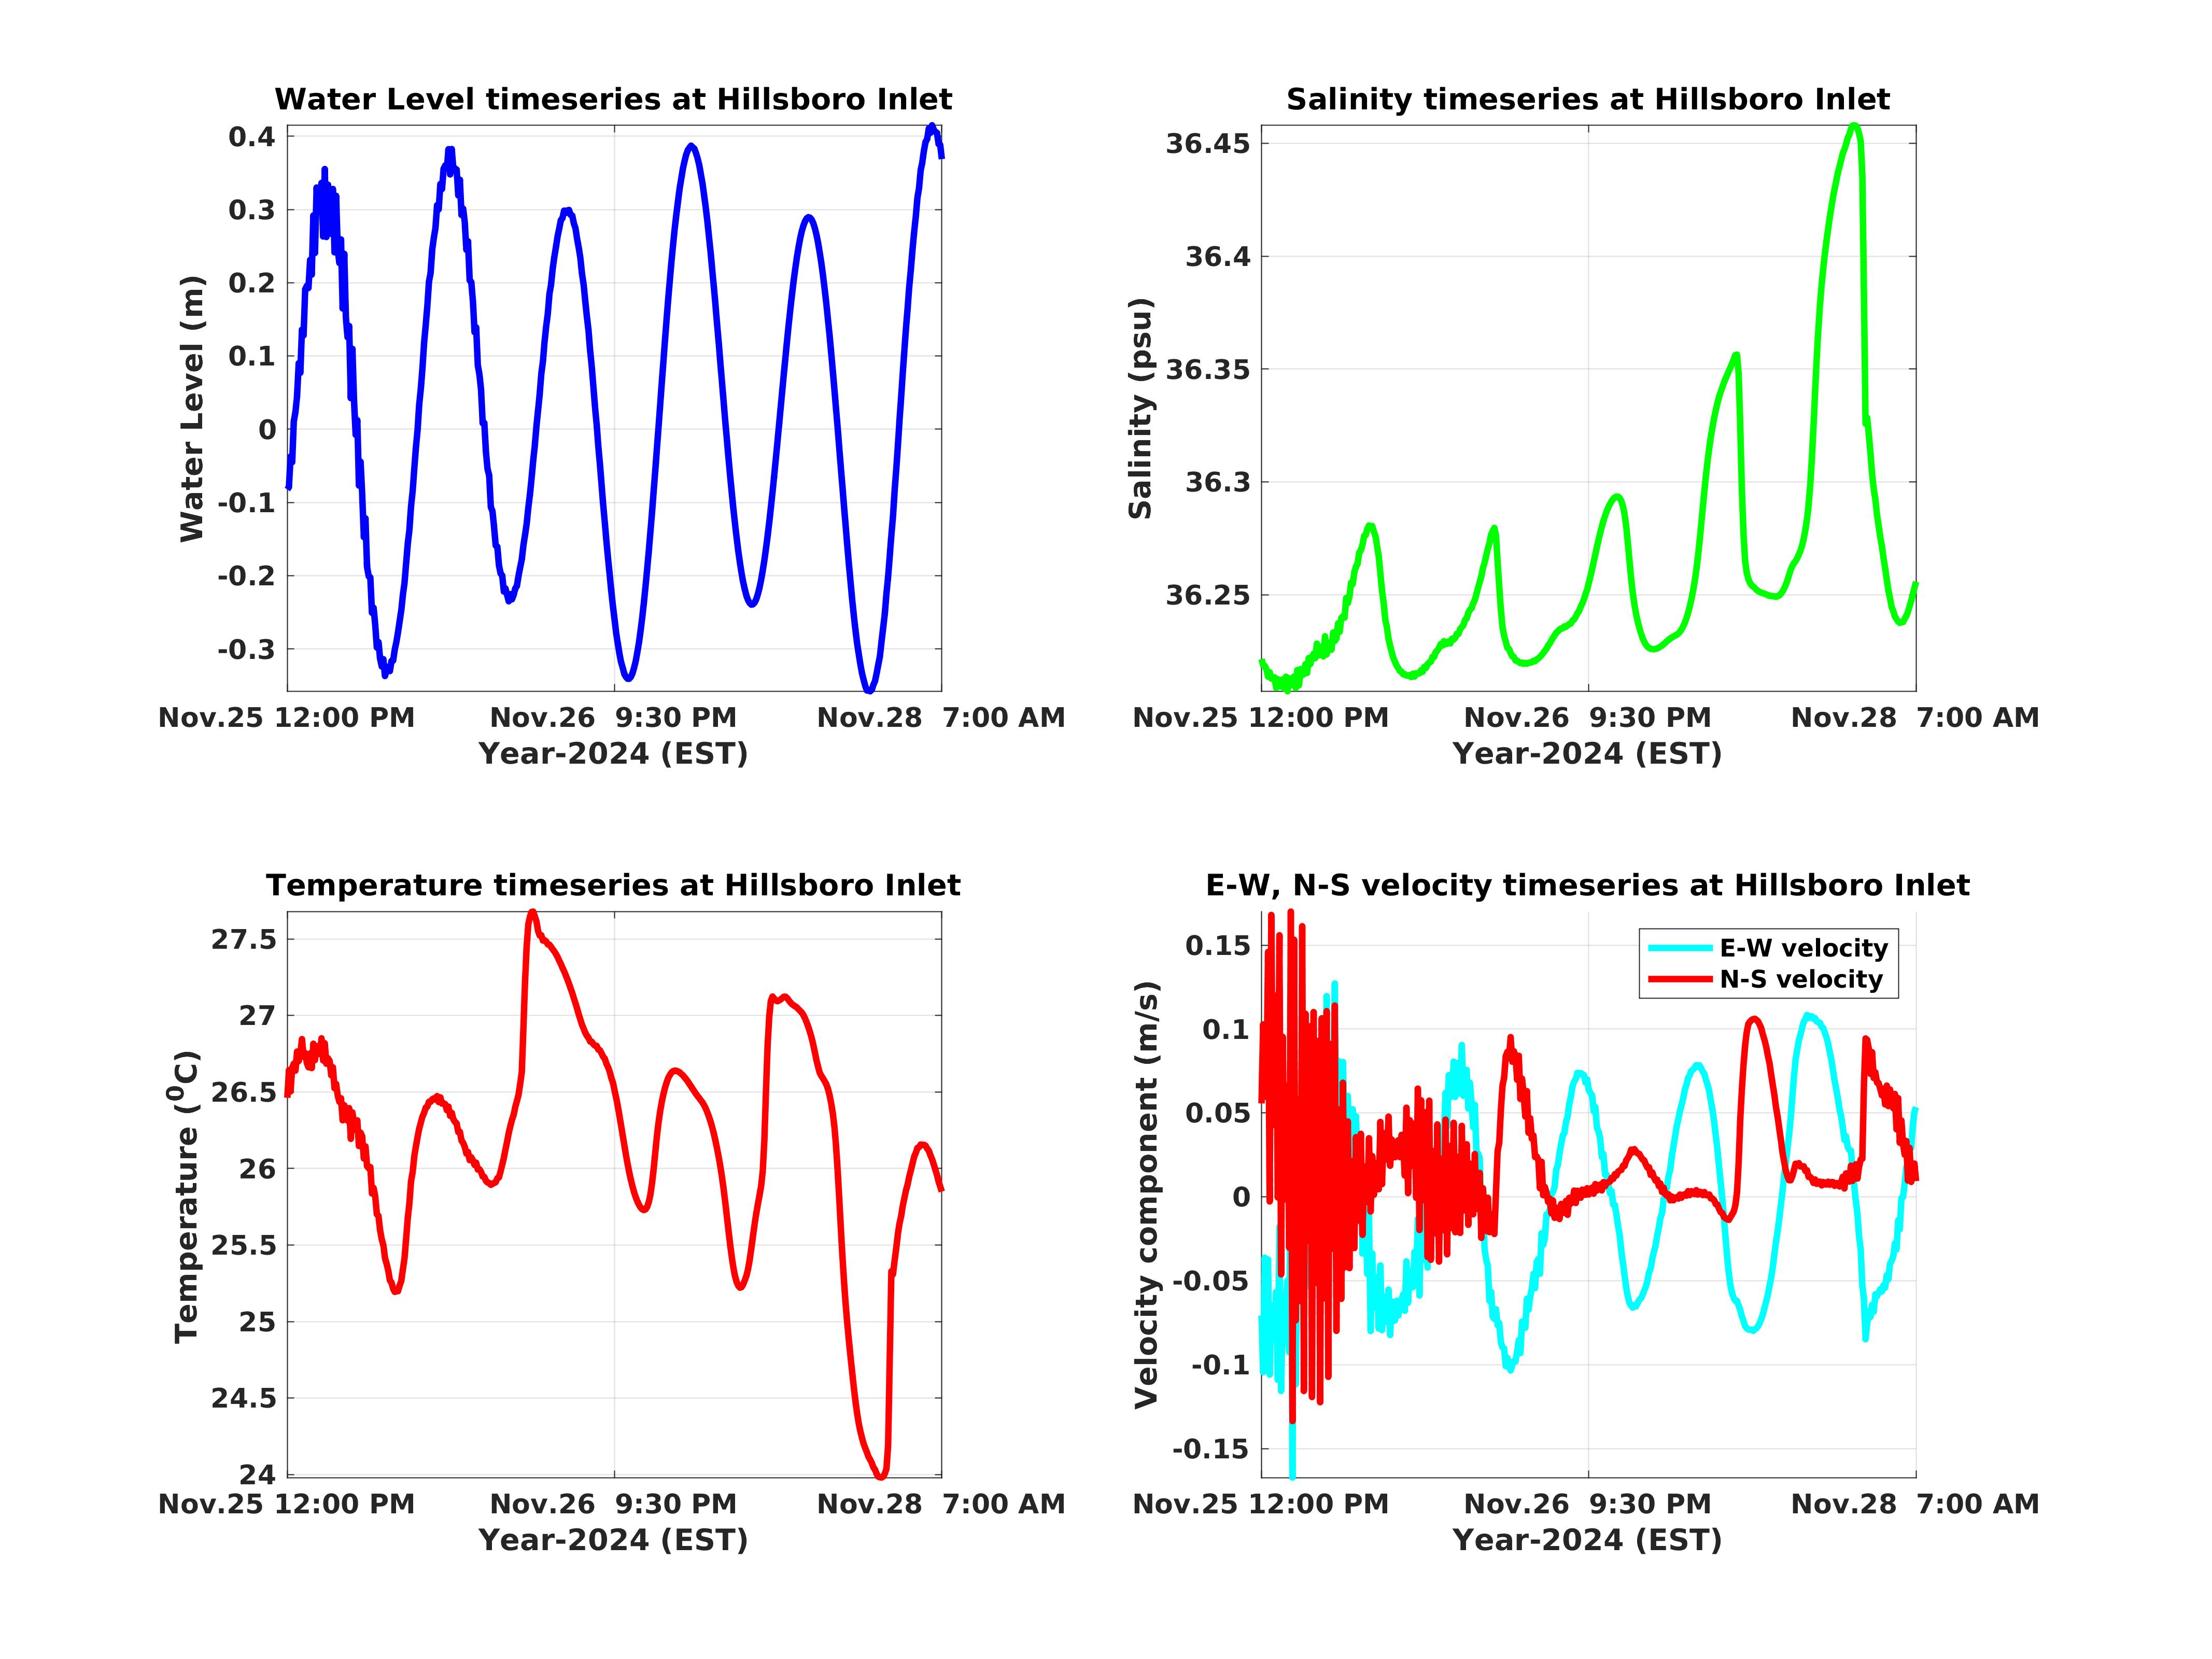 Water Level timeseries at Hillsboro Inlet
Water Level (m)
0.4
0.3
0.2
0.1
0
-0.1
-0.2
-0.3
Nov.25 12:00 PM
Nov.26 9:30 PM
Nov.28 7:00 AM
Year-2024 (EST)
Salinity timeseries at Hillsboro Inlet
Salinity (psu)
36.45
36.4
36.35
36.3
36.25
Nov.25 12:00 PM
Nov.26 9:30 PM
Nov.28 7:00 AM
Year-2024 (EST)
Temperature timeseries at Hillsboro Inlet
Temperature (⁰C)
27.5
27
26.5
26
25.5
25
24.5
24
Nov.25 12:00 PM
Nov.26 9:30 PM
Nov.28 7:00 AM
Year-2024 (EST)
E-W, N-S velocity timeseries at Hillsboro Inlet
Velocity component (m/s)
0.15
0.1
0.05
0
-0.05
-0.1
-0.15
E-W velocity
N-S velocity
Nov.25 12:00 PM
Nov.26 9:30 PM
Nov.28 7:00 AM
Year-2024 (EST)